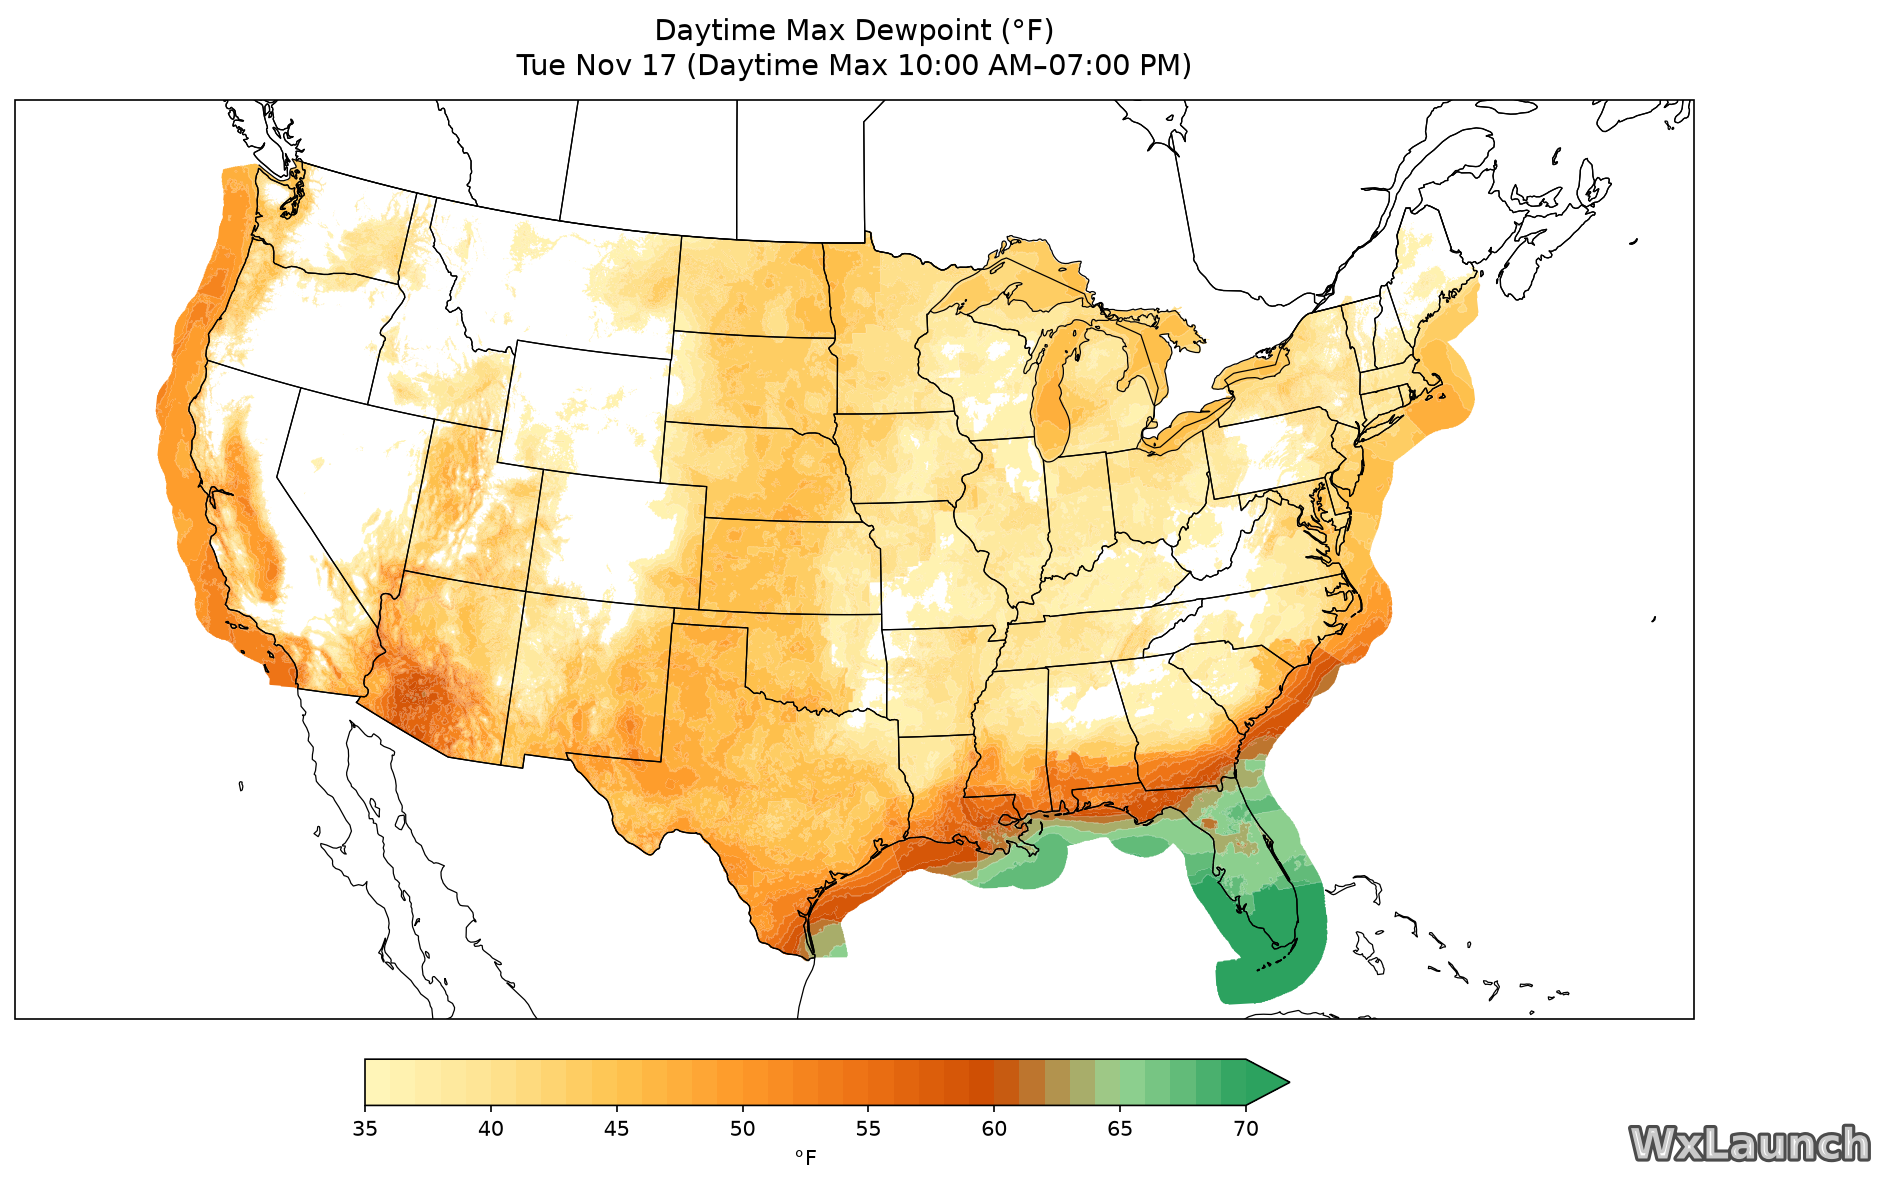 Daytime Max Dewpoint (°F)
Tue Nov 17 (Daytime Max 10:00 AM–07:00 PM)
35 40 45 50 55 60 65 70
°F
WxLaunch